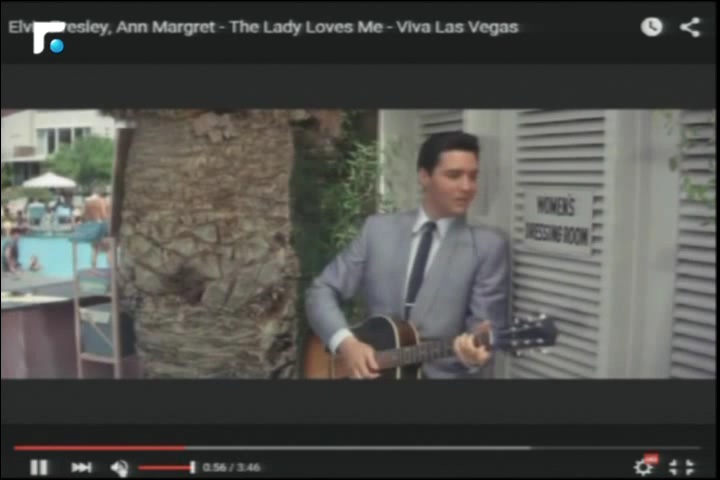 Elvis Presley, Ann Margret - The Lady Loves Me - Viva Las Vegas
WOMEN'S
DRESSING ROOM
0:56 / 3:46